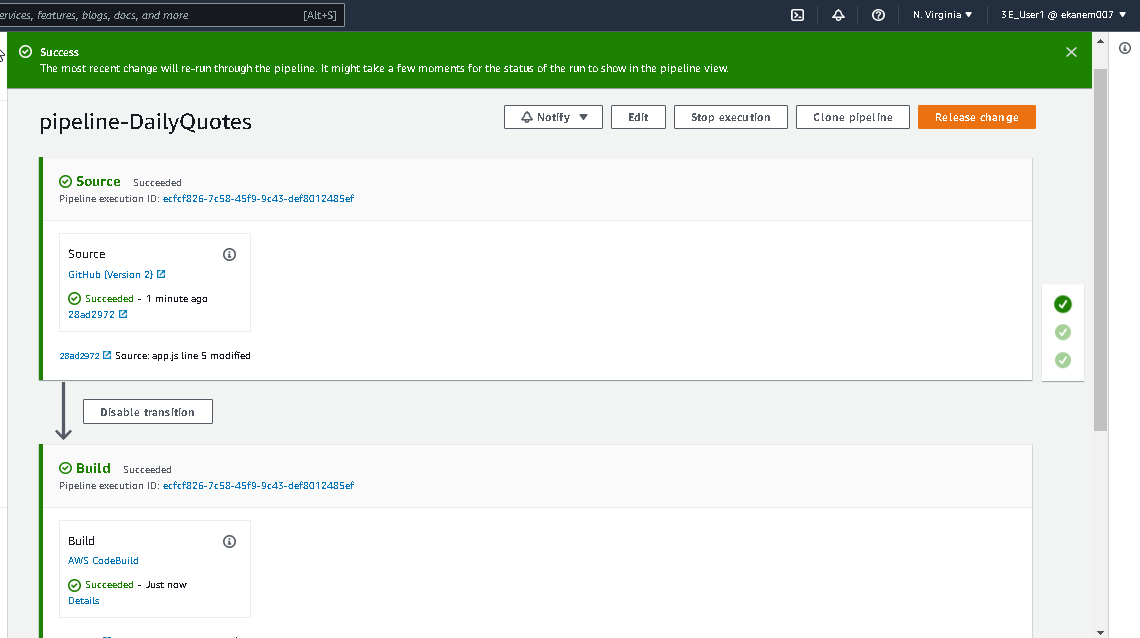 ervices, features, blogs, docs, and more [Alt+S] N. Virginia 3E_User1 @ ekanem007
Success
The most recent change will re-run through the pipeline. It might take a few moments for the status of the run to show in the pipeline view.
pipeline-DailyQuotes
Notify Edit Stop execution Clone pipeline Release change
Source Succeeded
Pipeline execution ID: ecfcf826-7c58-45f9-9c43-def8012485ef
Source
GitHub (Version 2)
Succeeded - 1 minute ago
28ad2972
28ad2972 Source: app.js line 5 modified
Disable transition
Build Succeeded
Pipeline execution ID: ecfcf826-7c58-45f9-9c43-def8012485ef
Build
AWS CodeBuild
Succeeded - Just now
Details